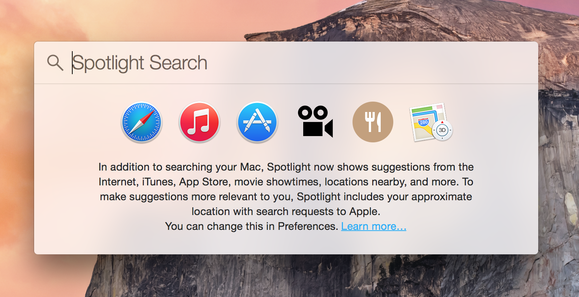 Spotlight Search
In addition to searching your Mac, Spotlight now shows suggestions from the
Internet, iTunes, App Store, movie showtimes, locations nearby, and more. To
make suggestions more relevant to you, Spotlight includes your approximate
location with search requests to Apple.
You can change this in Preferences. Learn more...